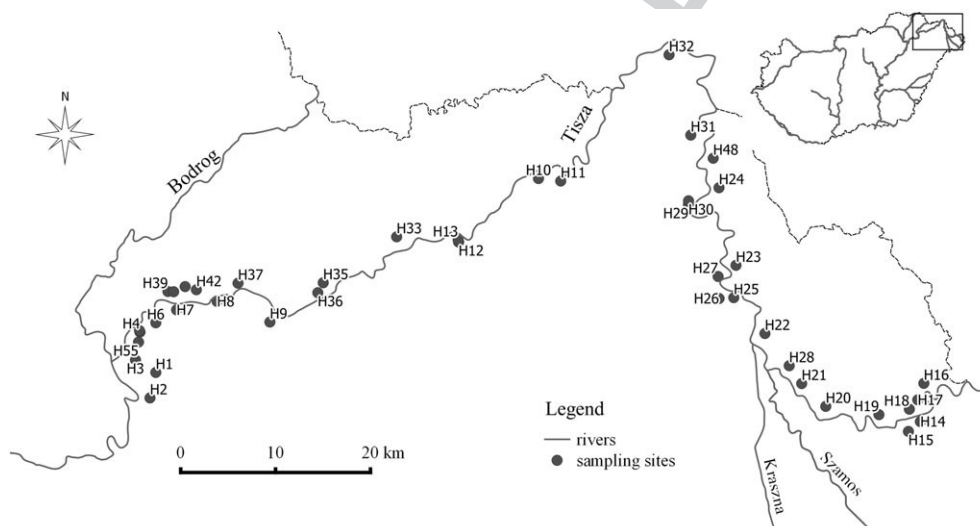 N
Bodrog
Tisza
H32
H31
H48
H24
H10
H11
H29
H30
H33
H13
H12
H23
H27
H39
H42
H37
H35
H36
H26
H25
H4
H6
H7
H8
H9
H22
H55
H3
H1
H28
H2
H21
H16
H20
H19
H18
H17
H14
H15
Legend
rivers
sampling sites
0
10
20 km
Kraszna
Szamos